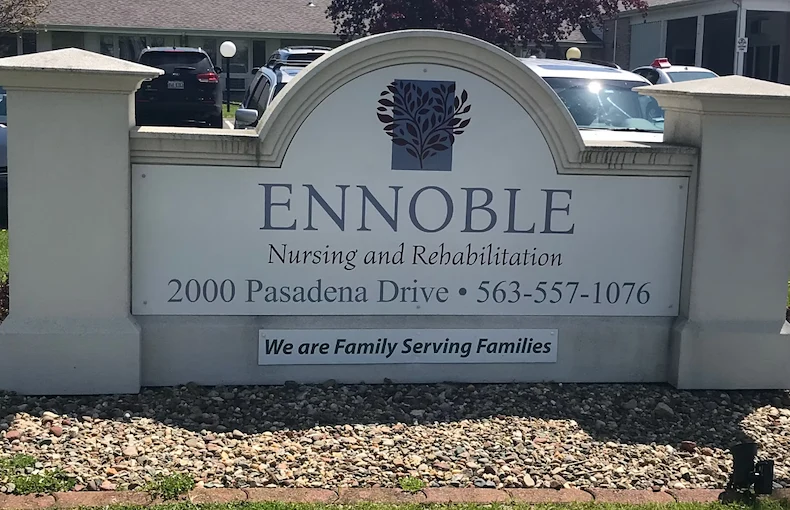 ENNOBLE
Nursing and Rehabilitation
2000 Pasadena Drive • 563-557-1076
We are Family Serving Families